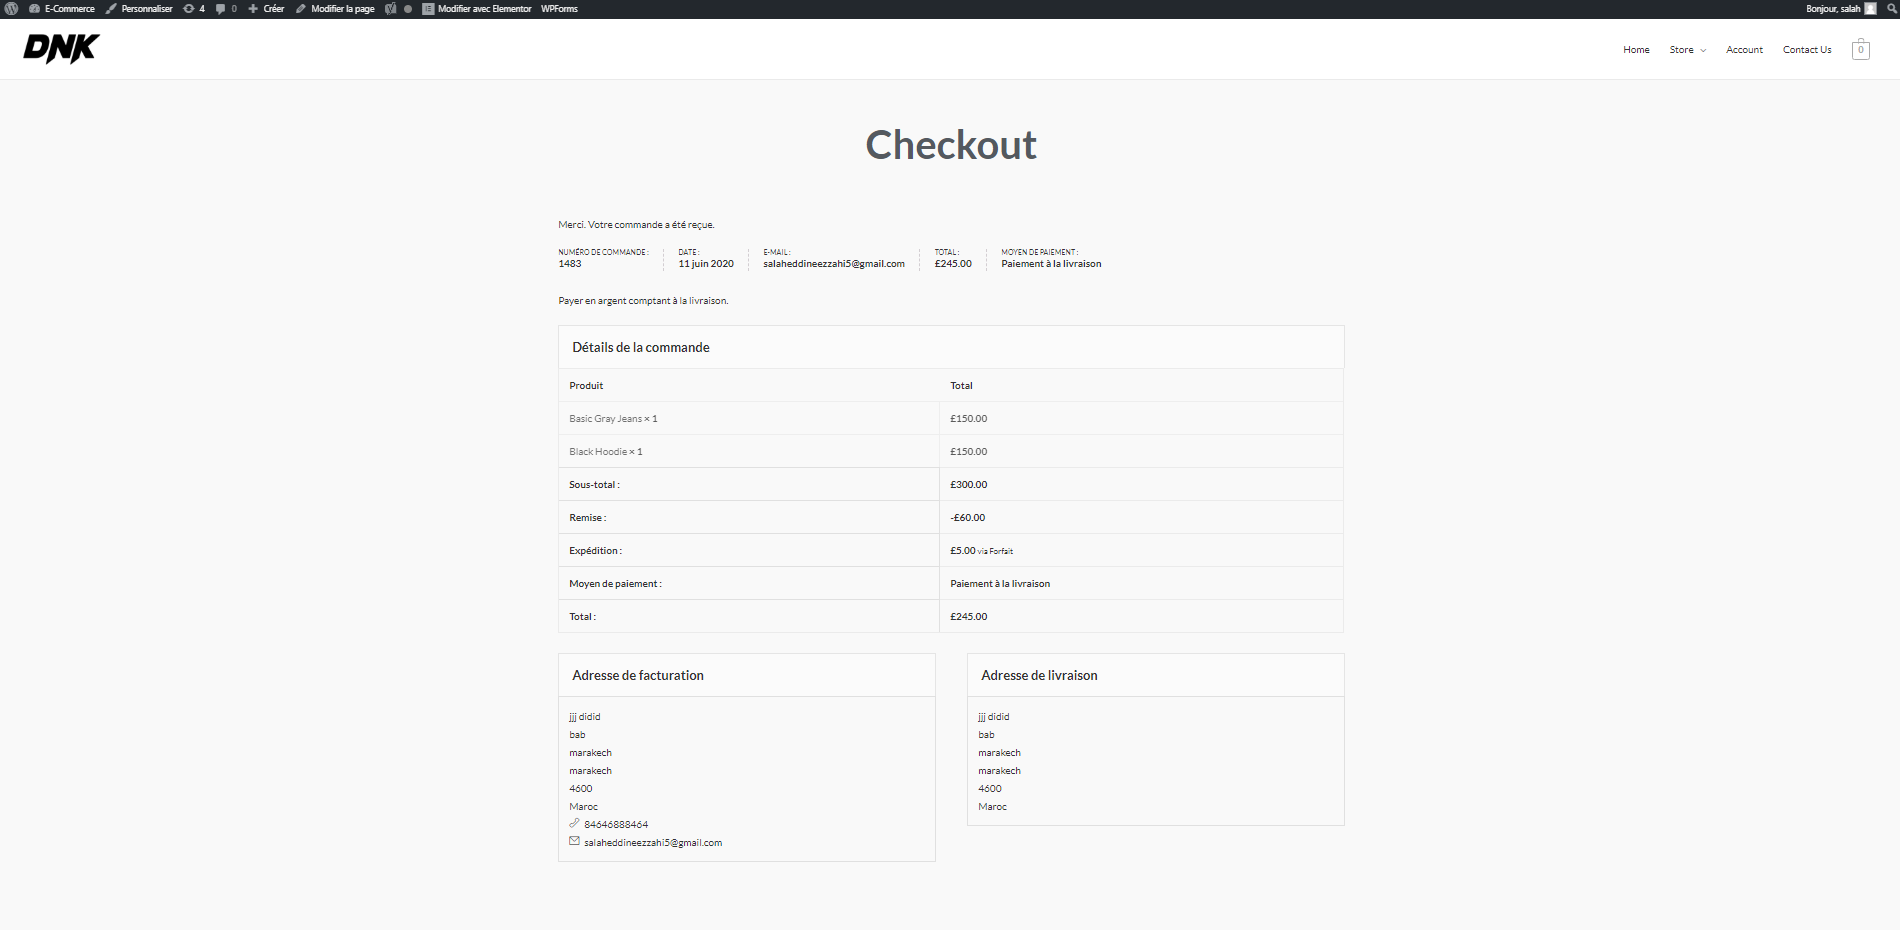 E-Commerce Personnaliser 4 0 Créer Modifier la page Modifier avec Elementor WPForms Bonjour, salah
DNK Home Store Account Contact Us 0
Checkout
Merci. Votre commande a été reçue.
NUMÉRO DE COMMANDE : DATE : E-MAIL : TOTAL : MOYEN DE PAIEMENT :
1483 11 juin 2020 salaheddineezzahi5@gmail.com £245.00 Paiement à la livraison
Payer en argent comptant à la livraison.
Détails de la commande
Produit Total
Basic Gray Jeans × 1 £150.00
Black Hoodie × 1 £150.00
Sous-total : £300.00
Remise : -£60.00
Expédition : £5.00 via Forfait
Moyen de paiement : Paiement à la livraison
Total : £245.00
Adresse de facturation
jjj didid
bab
marakech
marakech
4600
Maroc
84646888464
salaheddineezzahi5@gmail.com
Adresse de livraison
jjj didid
bab
marakech
marakech
4600
Maroc